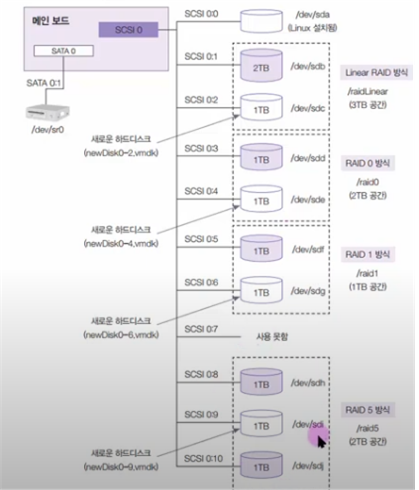 메인 보드
SCSI 0
SATA 0
SATA 0:1
/dev/sr0
SCSI 0:0
/dev/sda
(Linux 설치됨)
SCSI 0:1
2TB
/dev/sdb
Linear RAID 방식
/raidLinear
(3TB 공간)
SCSI 0:2
1TB
/dev/sdc
새로운 하드디스크
(newDisk0-2.vmdk)
SCSI 0:3
1TB
/dev/sdd
RAID 0 방식
/raid0
(2TB 공간)
SCSI 0:4
1TB
/dev/sde
새로운 하드디스크
(newDisk0-4.vmdk)
SCSI 0:5
1TB
/dev/sdf
RAID 1 방식
/raid1
(1TB 공간)
SCSI 0:6
1TB
/dev/sdg
새로운 하드디스크
(newDisk0-6.vmdk)
SCSI 0:7
사용 못함
SCSI 0:8
1TB
/dev/sdh
RAID 5 방식
/raid5
(2TB 공간)
SCSI 0:9
1TB
/dev/sdi
새로운 하드디스크
(newDisk0-9.vmdk)
SCSI 0:10
1TB
/dev/sdj